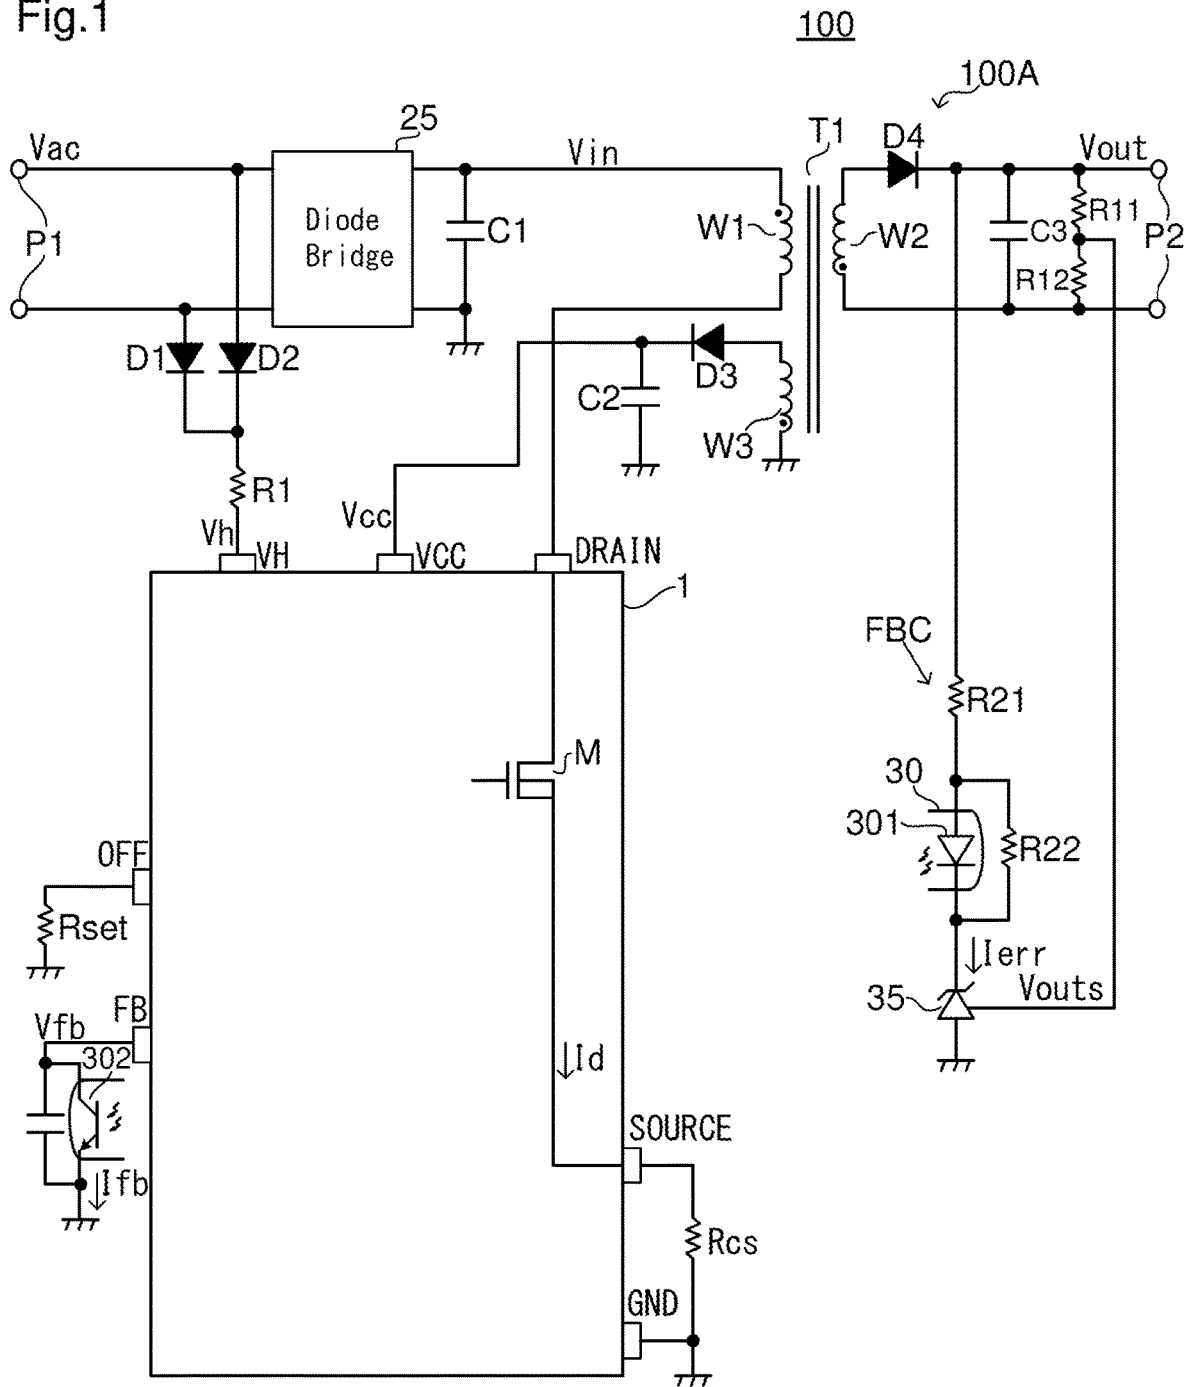 Fig.1
100
100A
25
T1
D4
Vac
Vin
Vout
Diode
Bridge
C1
W1
W2
C3
R11
P1
P2
R12
D1
D2
D3
C2
W3
R1
Vcc
Vh
VH
VCC
DRAIN
1
FBC
R21
M
30
301
R22
OFF
Rset
Ierr
35
Vouts
FB
Vfb
302
Id
SOURCE
Ifb
Rcs
GND